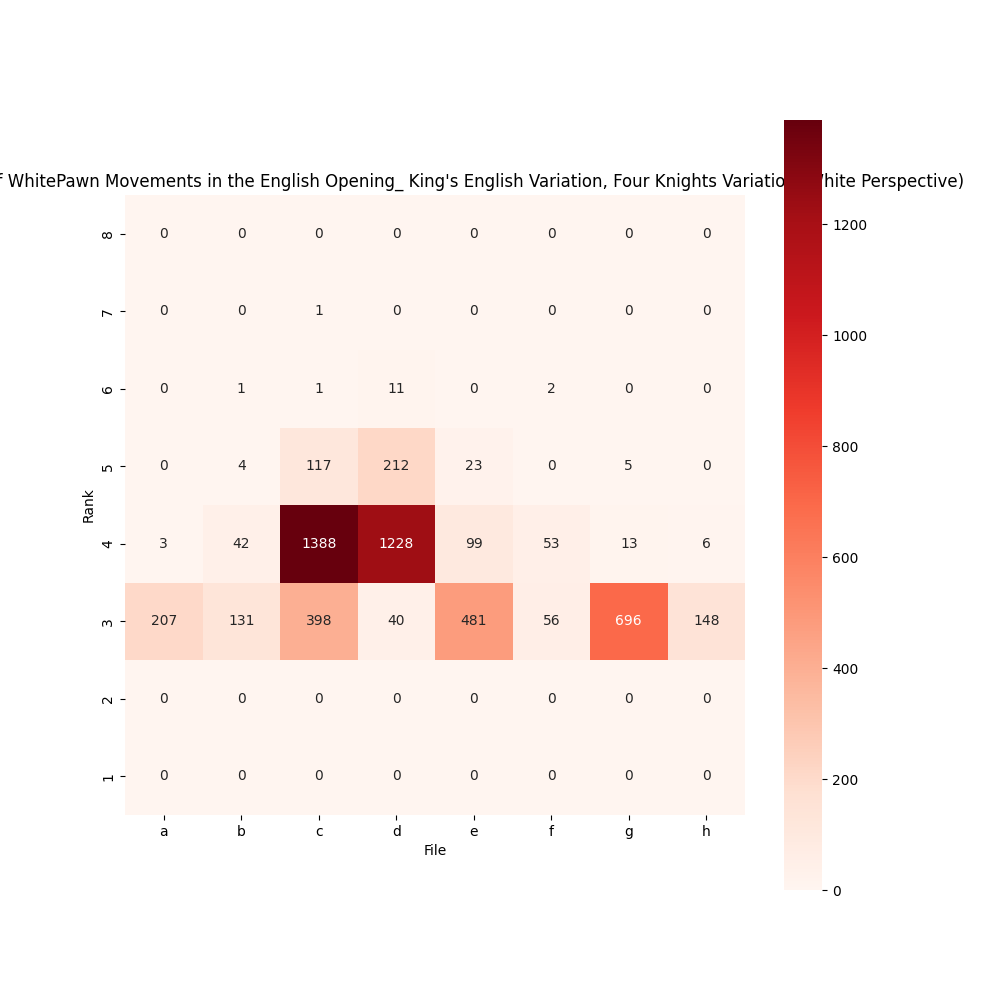 f WhitePawn Movements in the English Opening_ King's English Variation, Four Knights Variatio hite Perspective)
8 0 0 0 0 0 0 0 0
7 0 0 1 0 0 0 0 0
6 0 1 1 11 0 2 0 0
5 0 4 117 212 23 0 5 0
4 3 42 1388 1228 99 53 13 6
3 207 131 398 40 481 56 696 148
2 0 0 0 0 0 0 0 0
1 0 0 0 0 0 0 0 0
a b c d e f g h
File
Rank
1200
1000
800
600
400
200
0